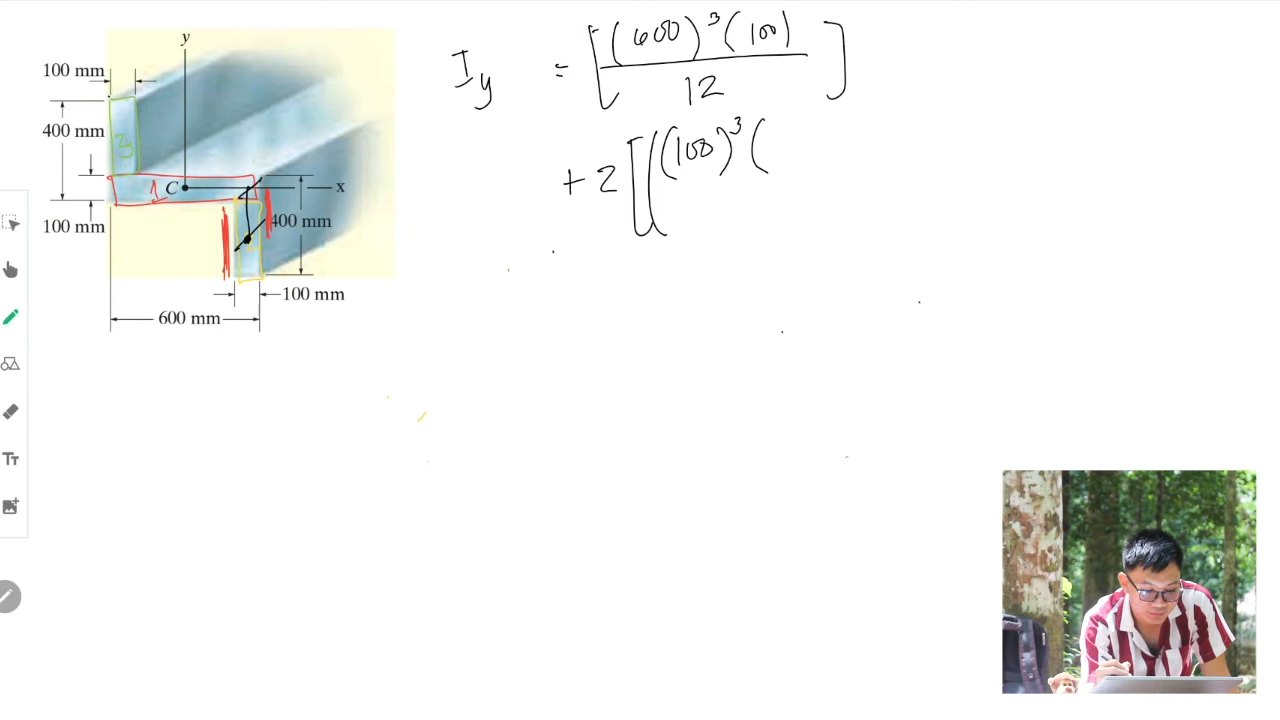 y
100 mm
400 mm
3
1 C x
100 mm
400 mm
100 mm
600 mm
I y = [ (600)³ (100) ]
12
+ 2 [ ( (100)³ (
TT